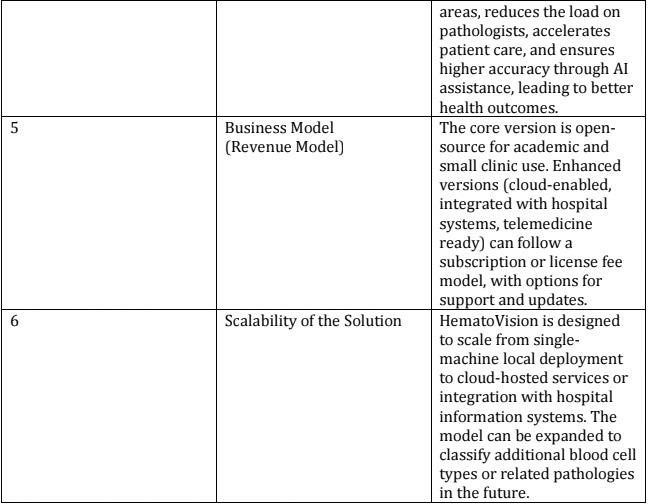 areas, reduces the load on
pathologists, accelerates
patient care, and ensures
higher accuracy through AI
assistance, leading to better
health outcomes.
5
Business Model
(Revenue Model)
The core version is open-
source for academic and
small clinic use. Enhanced
versions (cloud-enabled,
integrated with hospital
systems, telemedicine
ready) can follow a
subscription or license fee
model, with options for
support and updates.
6
Scalability of the Solution
HematoVision is designed
to scale from single-
machine local deployment
to cloud-hosted services or
integration with hospital
information systems. The
model can be expanded to
classify additional blood cell
types or related pathologies
in the future.